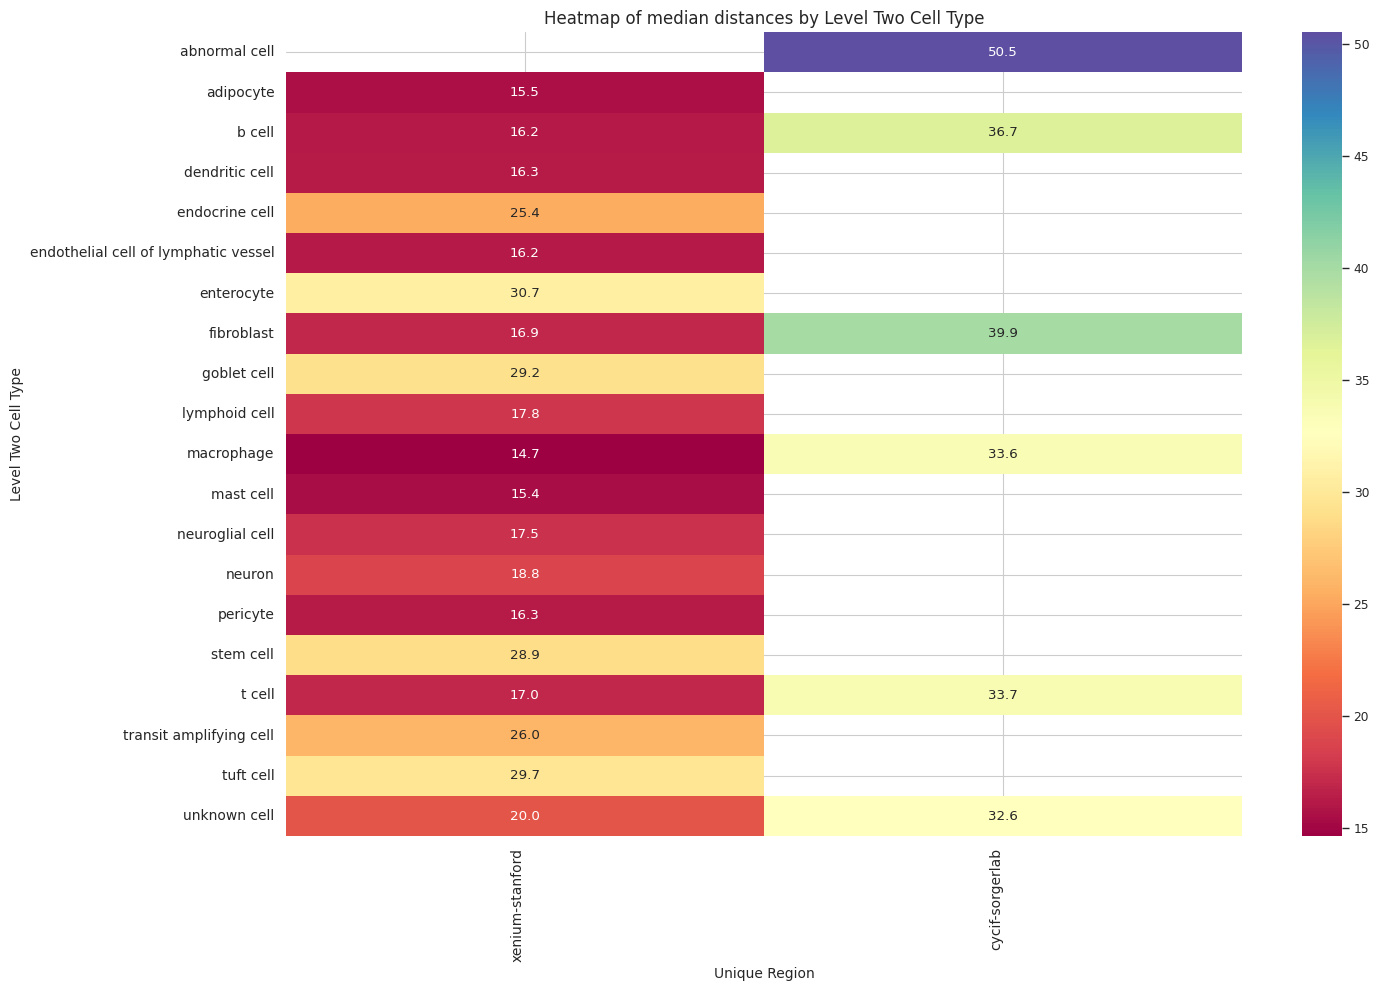 Heatmap of median distances by Level Two Cell Type
Level Two Cell Type
abnormal cell 50.5
adipocyte 15.5
b cell 16.2 36.7
dendritic cell 16.3
endocrine cell 25.4
endothelial cell of lymphatic vessel 16.2
enterocyte 30.7
fibroblast 16.9 39.9
goblet cell 29.2
lymphoid cell 17.8
macrophage 14.7 33.6
mast cell 15.4
neuroglial cell 17.5
neuron 18.8
pericyte 16.3
stem cell 28.9
t cell 17.0 33.7
transit amplifying cell 26.0
tuft cell 29.7
unknown cell 20.0 32.6
xenium-stanford
cycif-sorgerlab
Unique Region
50
45
40
35
30
25
20
15